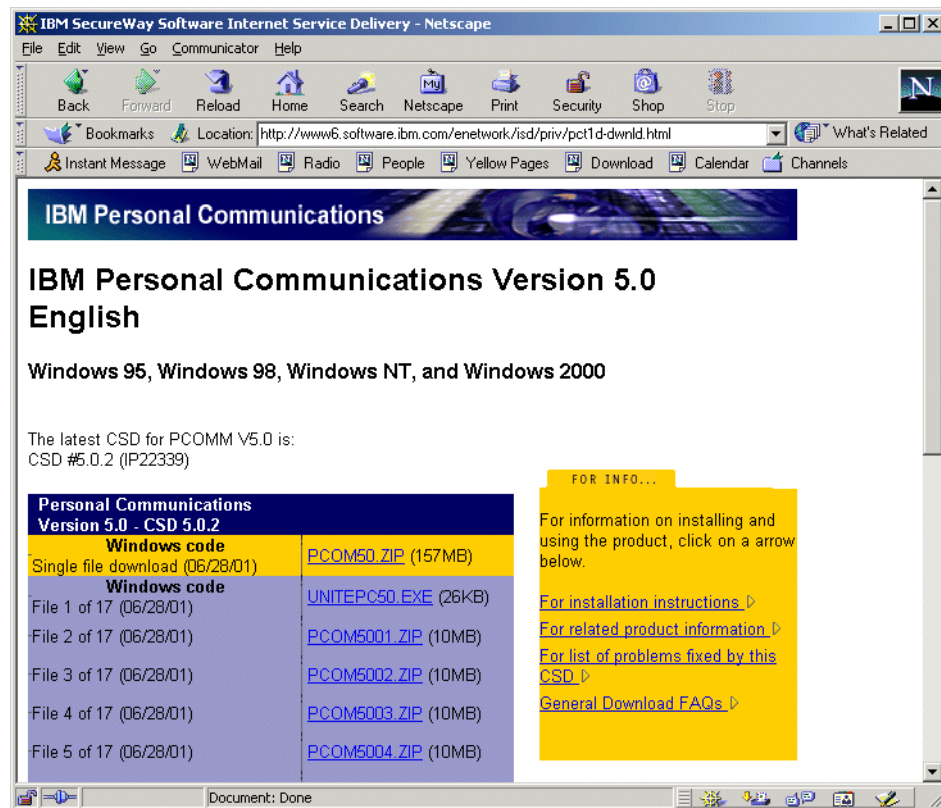 IBM SecureWay Software Internet Service Delivery - Netscape
File Edit View Go Communicator Help
My
N
Back Forward Reload Home Search Netscape Print Security Shop Stop
Bookmarks Location: http://www6.software.ibm.com/enetwork/isd/priv/pct1d-dwnld.html What's Related
Instant Message WebMail Radio People Yellow Pages Download Calendar Channels
IBM Personal Communications
IBM Personal Communications Version 5.0
English
Windows 95, Windows 98, Windows NT, and Windows 2000
The latest CSD for PCOMM V5.0 is:
CSD #5.0.2 (IP22339)
Personal Communications
Version 5.0 - CSD 5.0.2
Windows code
Single file download (06/28/01) PCOM50.ZIP (157MB)
Windows code
File 1 of 17 (06/28/01) UNITEPC50.EXE (26KB)
File 2 of 17 (06/28/01) PCOM5001.ZIP (10MB)
File 3 of 17 (06/28/01) PCOM5002.ZIP (10MB)
File 4 of 17 (06/28/01) PCOM5003.ZIP (10MB)
File 5 of 17 (06/28/01) PCOM5004.ZIP (10MB)
FOR INFO...
For information on installing and
using the product, click on a arrow
below.
For installation instructions
For related product information
For list of problems fixed by this
CSD
General Download FAQs
Document: Done